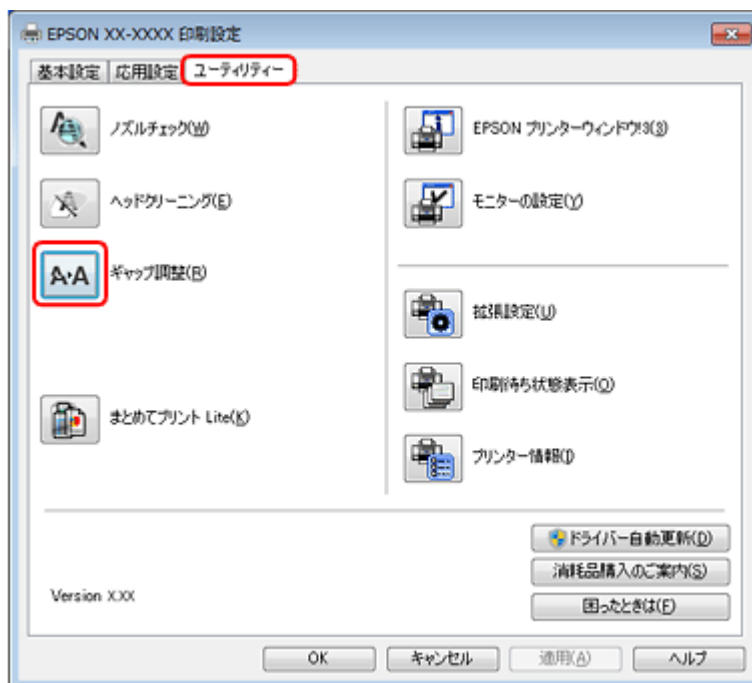 EPSON XX-XXXX 印刷設定
基本設定
応用設定
ユーティリティー
ノズルチェック(W)
ヘッドクリーニング(E)
A・A
ギャップ調整(R)
まとめてプリント Lite(K)
EPSON プリンターウィンドウ!3(3)
モニターの設定(Y)
拡張設定(U)
印刷待ち状態表示(O)
プリンター情報(I)
ドライバー自動更新(D)
消耗品購入のご案内(S)
困ったときは(F)
Version X.XX
OK
キャンセル
適用(A)
ヘルプ